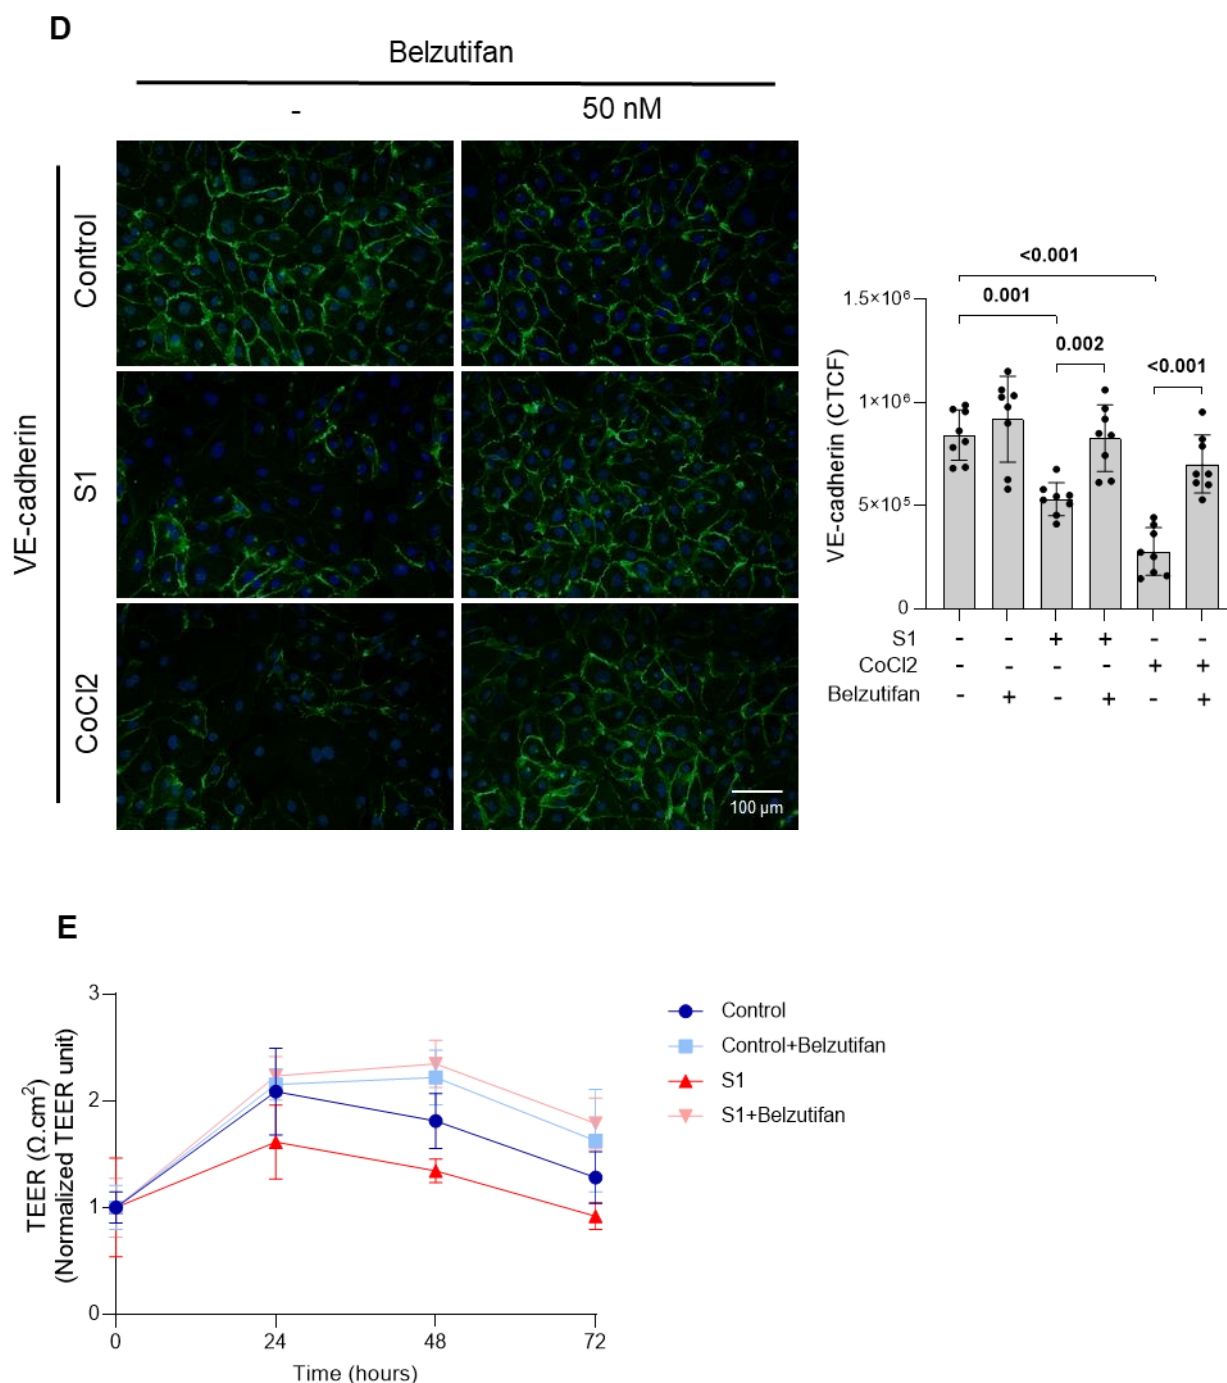 D
Belzutifan
-
50 nM
VE-cadherin
Control
S1
CoCl2
100 µm
VE-cadherin (CTCF)
1.5×10⁶
1×10⁶
5×10⁵
0
<0.001
0.001
0.002
<0.001
S1 - - + + - -
CoCl2 - - - - + +
Belzutifan - + - + - +
E
TEER (Ω.cm²)
(Normalized TEER unit)
3
2
1
0
0 24 48 72
Time (hours)
Control
Control+Belzutifan
S1
S1+Belzutifan